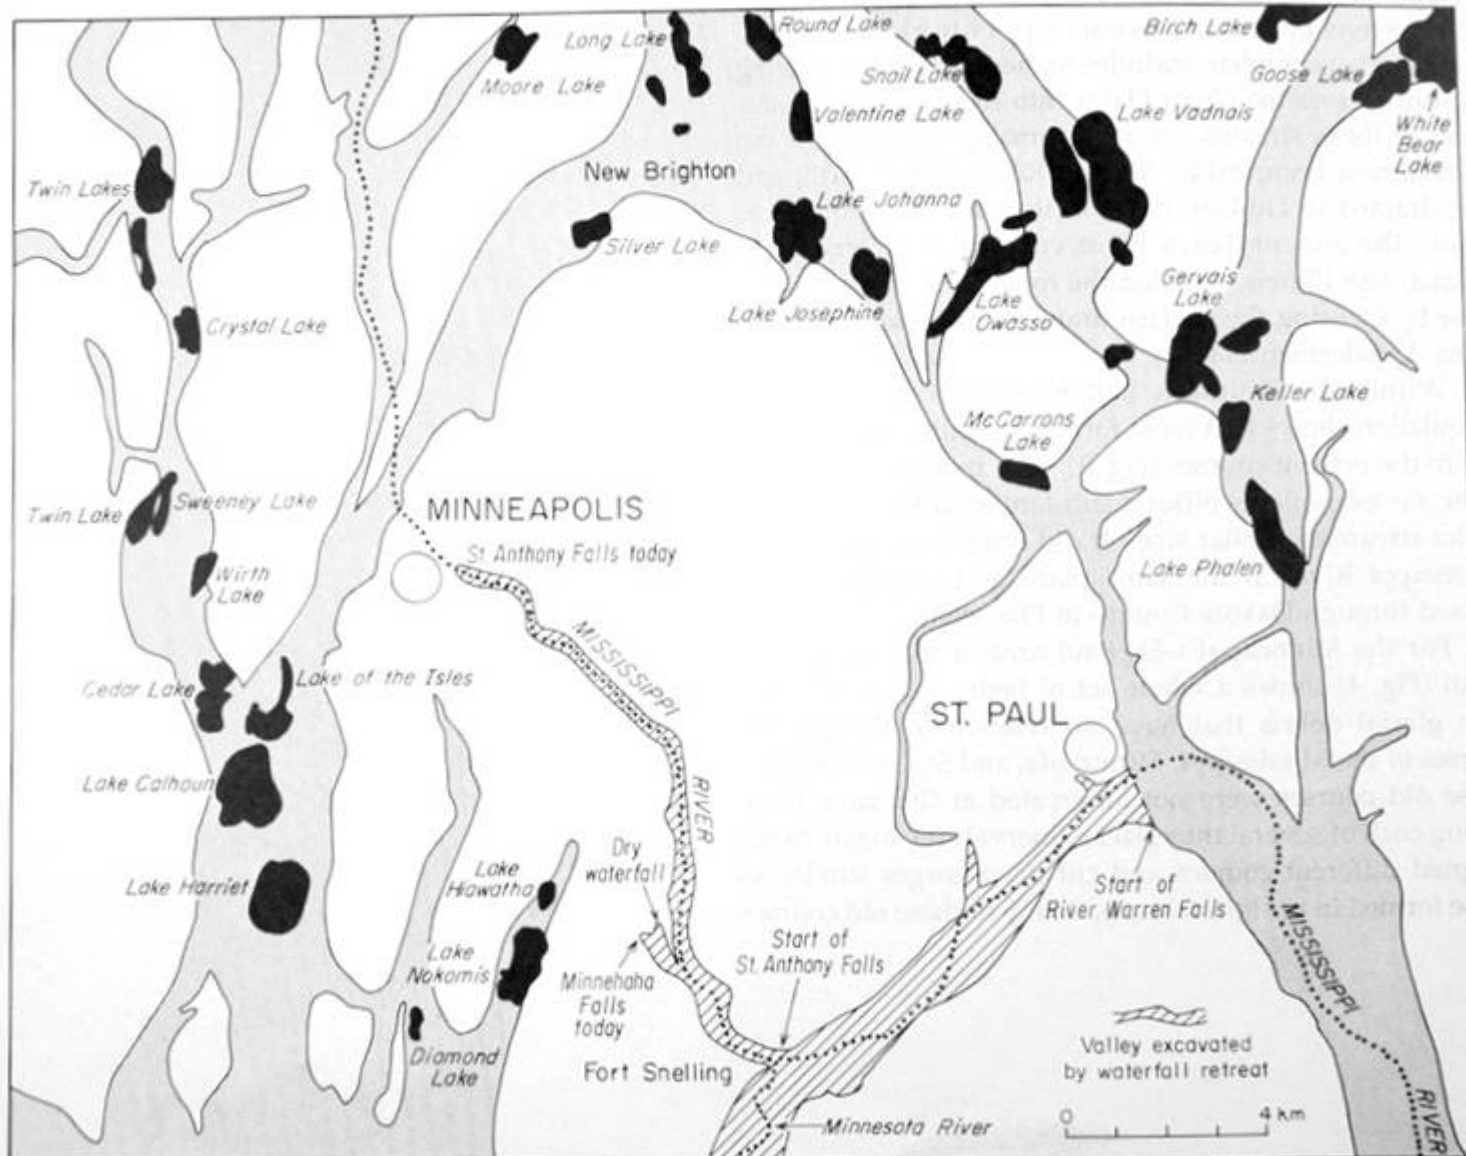 Round Lake
Birch Lake
Long Lake
Moore Lake
Snail Lake
Goose Lake
Valentine Lake
Lake Vadnais
White
Bear
Lake
Twin Lakes
New Brighton
Lake Johanna
Silver Lake
Gervais
Lake
Crystal Lake
Lake Josephine
Lake
Owasso
Keller Lake
McCarrons
Lake
Sweeney Lake
Twin Lake
MINNEAPOLIS
St. Anthony Falls today
Wirth
Lake
Lake Phalen
MISSISSIPPI
RIVER
Cedar Lake
Lake of the Isles
ST. PAUL
Lake Calhoun
Dry
waterfall
Lake
Hiawatha
Lake Harriet
Start of
River Warren Falls
Start of
St. Anthony Falls
Lake
Nokomis
Minnehaha
Falls
today
MISSISSIPPI
RIVER
Diamond
Lake
Fort Snelling
Valley excavated
by waterfall retreat
0 4 km
Minnesota River